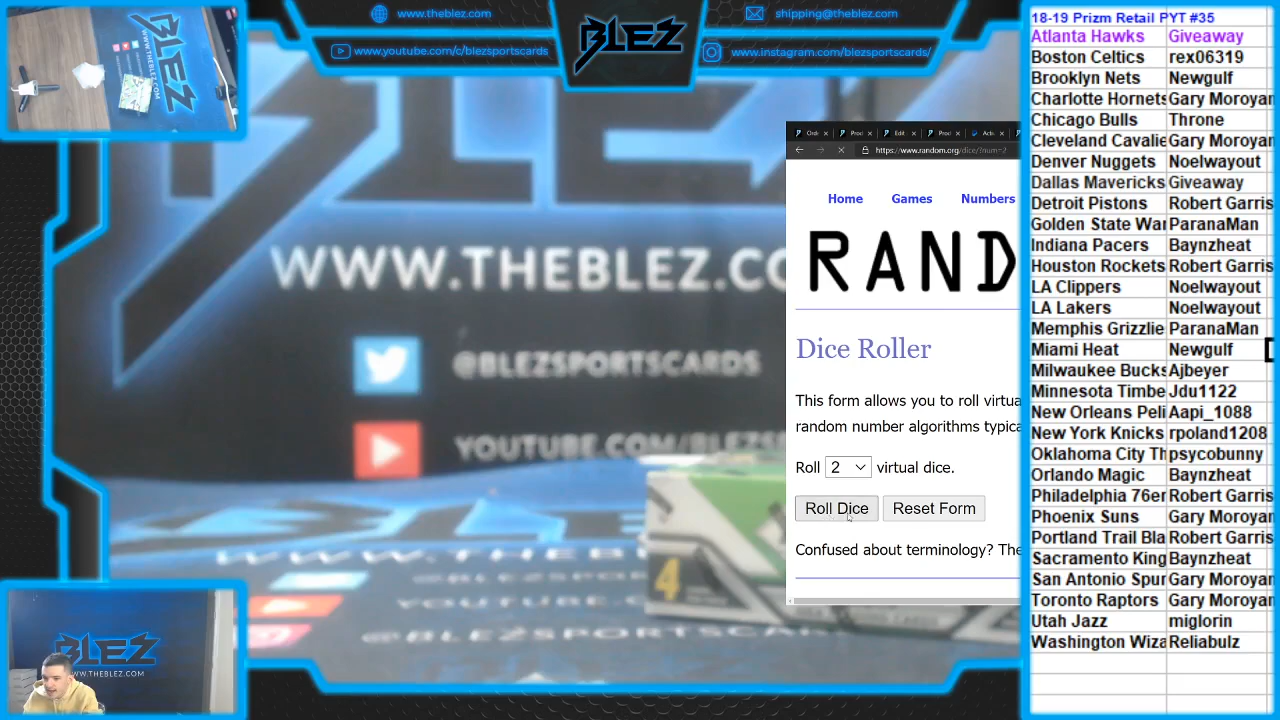 www.theblez.com
shipping@theblez.com
BLEZ
www.youtube.com/c/blezsportscards
www.instagram.com/blezsportscards/
BLEZ
WWW.THEBLEZ.CO
@BLEZSPORTSCARDS
YOUTUBE.COM/BLEZSP
4
https://www.random.org/dice/?num=2
Home Games Numbers
RAND
Dice Roller
This form allows you to roll virtua
random number algorithms typica
Roll 2 virtual dice.
Roll Dice Reset Form
Confused about terminology? The
BLEZ
WWW.THEBLEZ.COM
18-19 Prizm Retail PYT #35
Atlanta Hawks Giveaway
Boston Celtics rex06319
Brooklyn Nets Newgulf
Charlotte Hornets Gary Moroyan
Chicago Bulls Throne
Cleveland Cavalie Gary Moroyan
Denver Nuggets Noelwayout
Dallas Mavericks Giveaway
Detroit Pistons Robert Garris
Golden State War ParanaMan
Indiana Pacers Baynzheat
Houston Rockets Robert Garris
LA Clippers Noelwayout
LA Lakers Noelwayout
Memphis Grizzlie ParanaMan
Miami Heat Newgulf
Milwaukee Bucks Ajbeyer
Minnesota Timbe Jdu1122
New Orleans Peli Aapi_1088
New York Knicks rpoland1208
Oklahoma City Th psycobunny
Orlando Magic Baynzheat
Philadelphia 76er Robert Garris
Phoenix Suns Gary Moroyan
Portland Trail Bla Robert Garris
Sacramento King Baynzheat
San Antonio Spur Gary Moroyan
Toronto Raptors Gary Moroyan
Utah Jazz miglorin
Washington Wiza Reliabulz